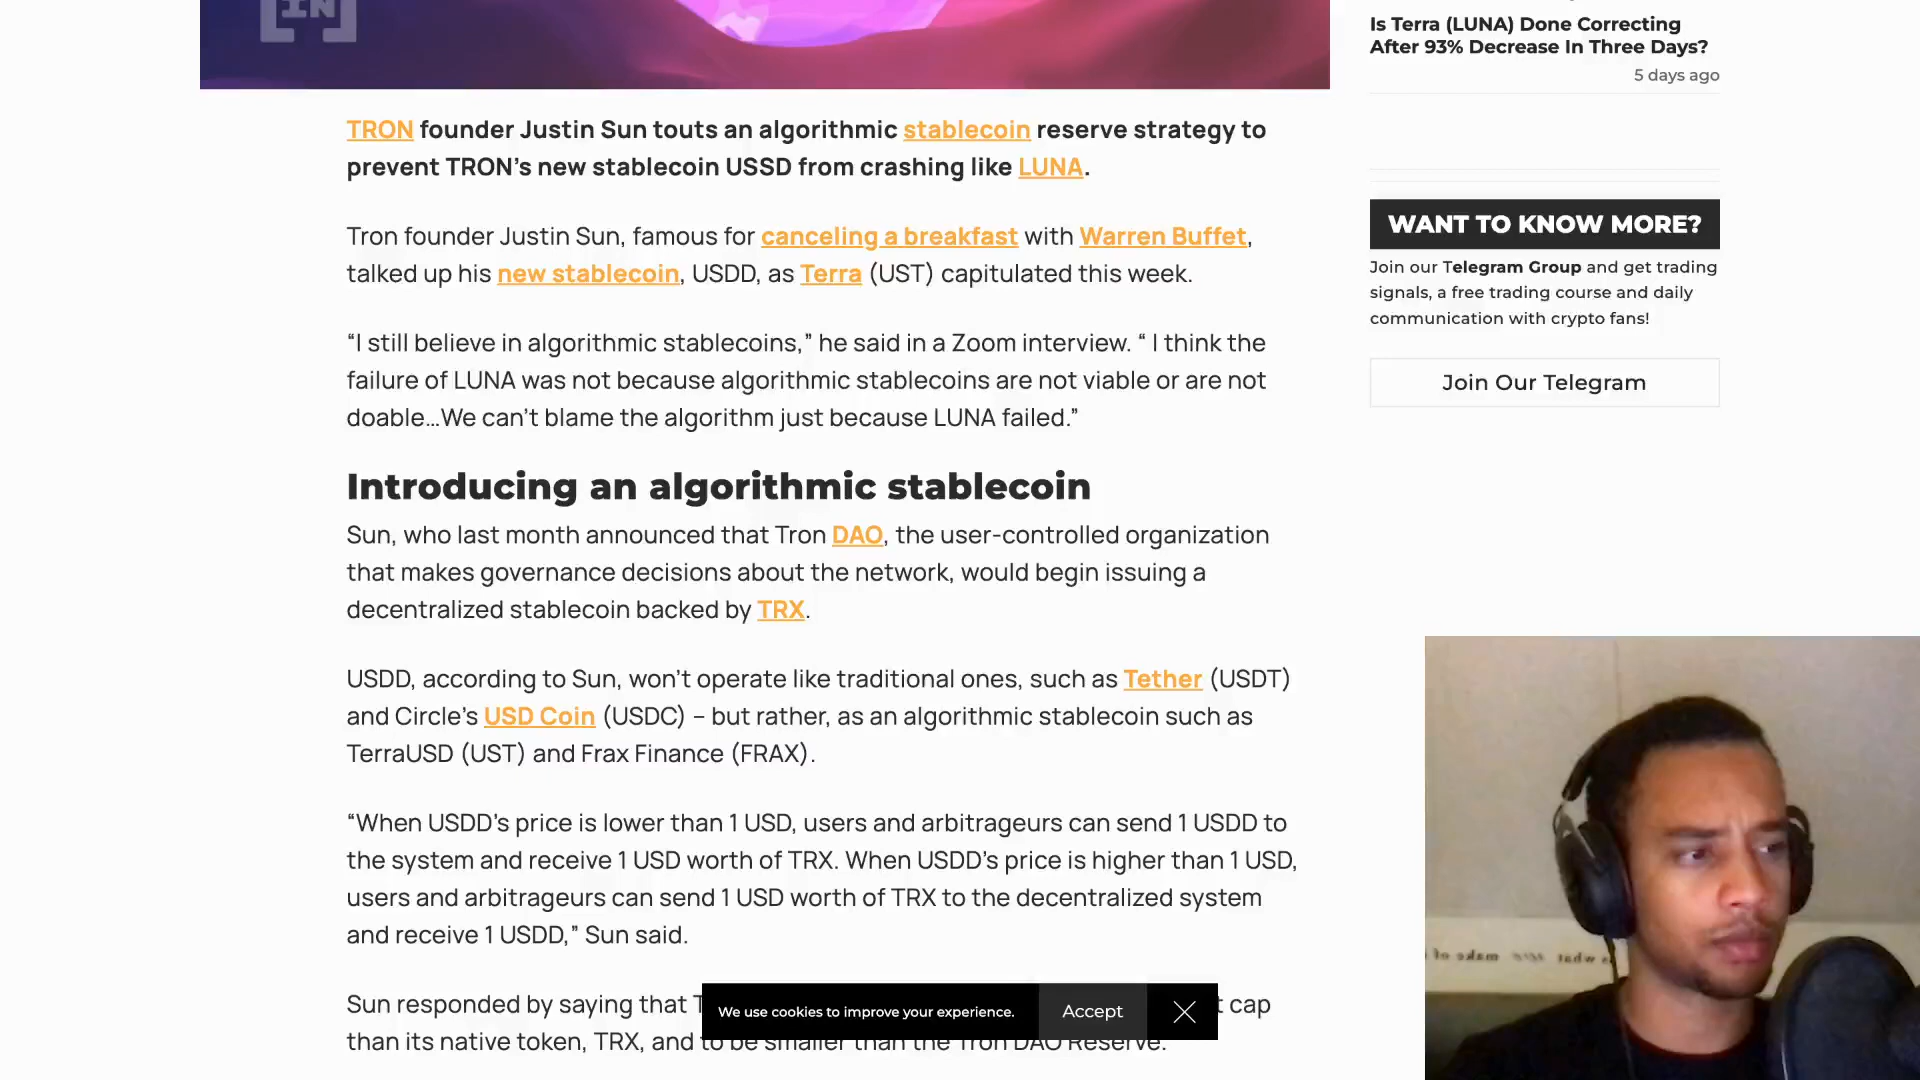 IN
Is Terra (LUNA) Done Correcting
After 93% Decrease In Three Days?
5 days ago
TRON founder Justin Sun touts an algorithmic stablecoin reserve strategy to
prevent TRON’s new stablecoin USSD from crashing like LUNA.
Tron founder Justin Sun, famous for canceling a breakfast with Warren Buffet,
talked up his new stablecoin, USDD, as Terra (UST) capitulated this week.
“I still believe in algorithmic stablecoins,” he said in a Zoom interview. “ I think the
failure of LUNA was not because algorithmic stablecoins are not viable or are not
doable…We can’t blame the algorithm just because LUNA failed.”
Introducing an algorithmic stablecoin
Sun, who last month announced that Tron DAO, the user-controlled organization
that makes governance decisions about the network, would begin issuing a
decentralized stablecoin backed by TRX.
USDD, according to Sun, won’t operate like traditional ones, such as Tether (USDT)
and Circle’s USD Coin (USDC) – but rather, as an algorithmic stablecoin such as
TerraUSD (UST) and Frax Finance (FRAX).
“When USDD’s price is lower than 1 USD, users and arbitrageurs can send 1 USDD to
the system and receive 1 USD worth of TRX. When USDD’s price is higher than 1 USD,
users and arbitrageurs can send 1 USD worth of TRX to the decentralized system
and receive 1 USDD,” Sun said.
Sun responded by saying that T
t cap
than its native token, TRX, and to be smaller than the Tron DAO Reserve.
We use cookies to improve your experience.
Accept
WANT TO KNOW MORE?
Join our Telegram Group and get trading
signals, a free trading course and daily
communication with crypto fans!
Join Our Telegram
what
make of